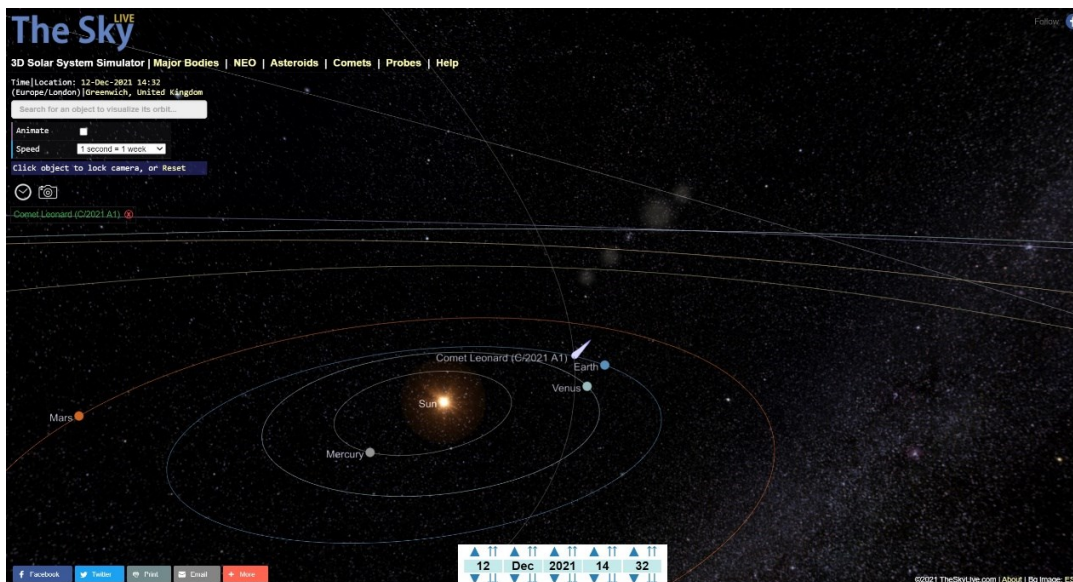 The Sky LIVE
Follow:
3D Solar System Simulator | Major Bodies | NEO | Asteroids | Comets | Probes | Help
Time|Location: 12-Dec-2021 14:32
(Europe/London)|Greenwich, United Kingdom
Search for an object to visualize its orbit...
Animate
Speed 1 second = 1 week
Click object to lock camera, or Reset
Comet Leonard (C/2021 A1)
Comet Leonard (C/2021 A1)
Earth
Venus
Sun
Mars
Mercury
12 Dec 2021 14 32
Facebook Twitter Print Email More
©2021 TheSkyLive.com | About | Bg Image: ES